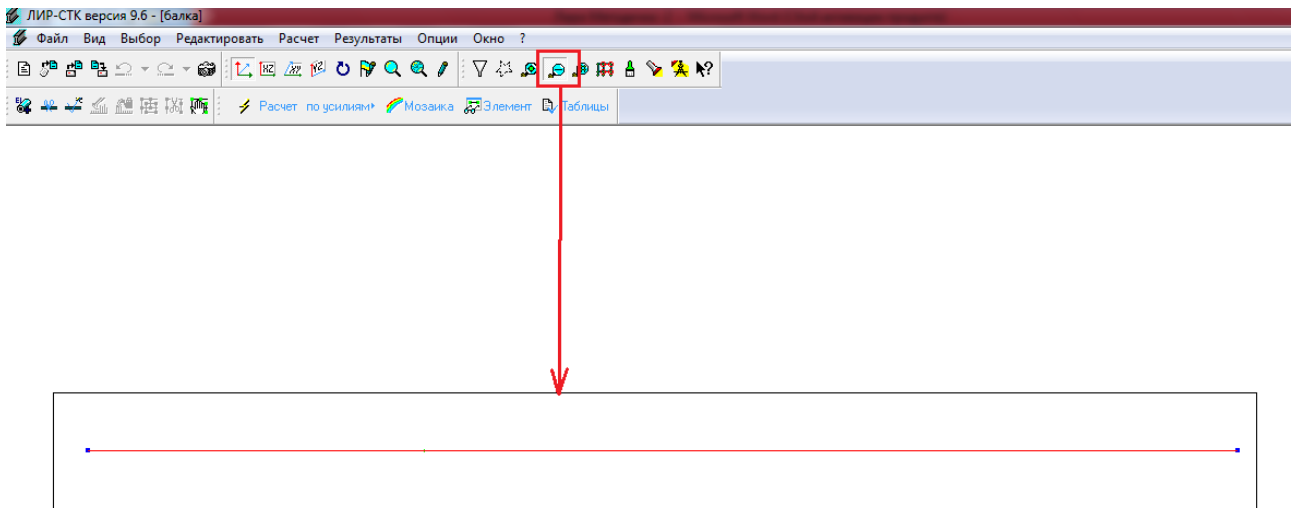 ЛИР-СТК версия 9.6 - [балка]
Файл Вид Выбор Редактировать Расчет Результаты Опции Окно ?
Расчет по усилиям Мозаика Элемент Таблицы